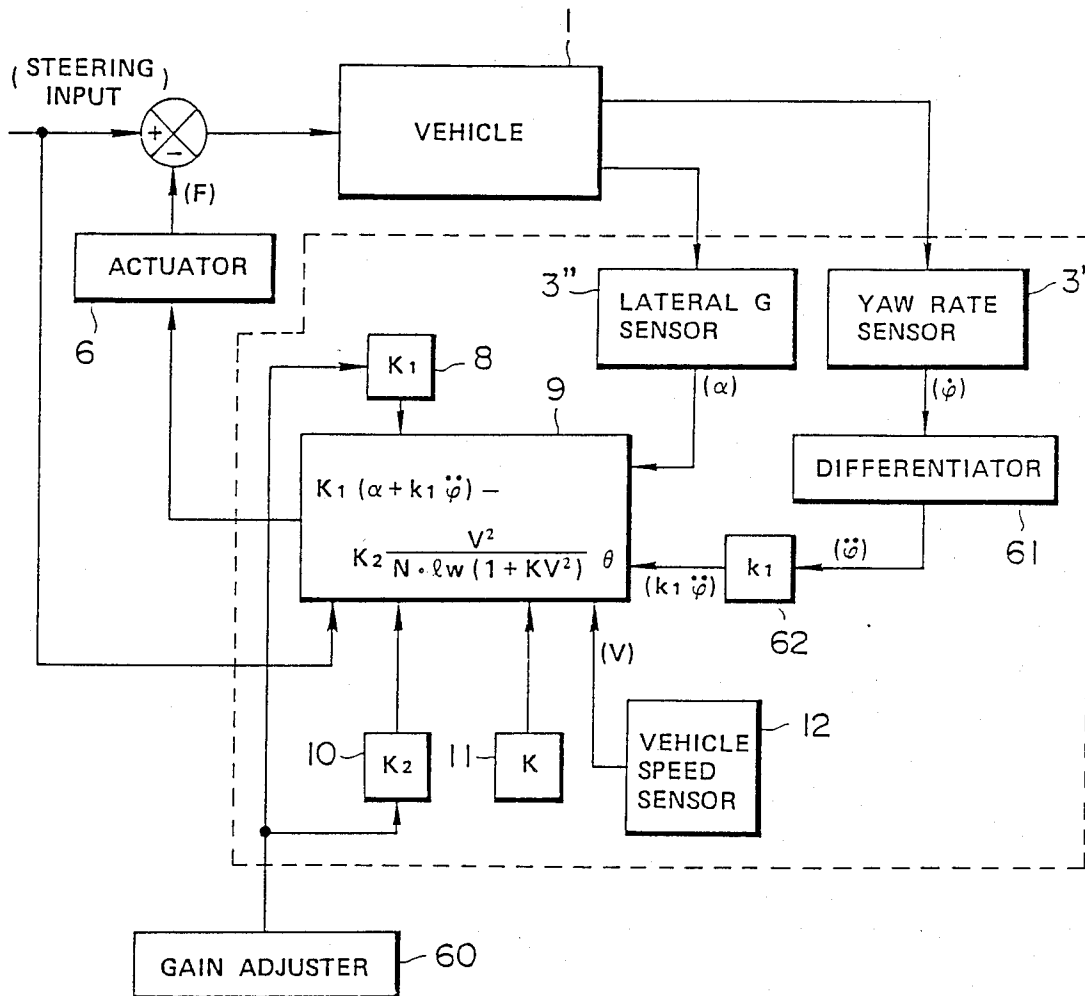 1
(STEERING INPUT)
+
−
VEHICLE
(F)
ACTUATOR
6
3''
LATERAL G
SENSOR
3'
YAW RATE
SENSOR
K₁
8
(α)
(φ̇)
9
DIFFERENTIATOR
61
K₁ (α + k₁ φ̈) −
K₂ V² / N • ℓw (1 + KV²) θ
(φ̈)
k₁
(k₁ φ̈)
62
(V)
10
K₂
11
K
VEHICLE
SPEED
SENSOR
12
GAIN ADJUSTER
60